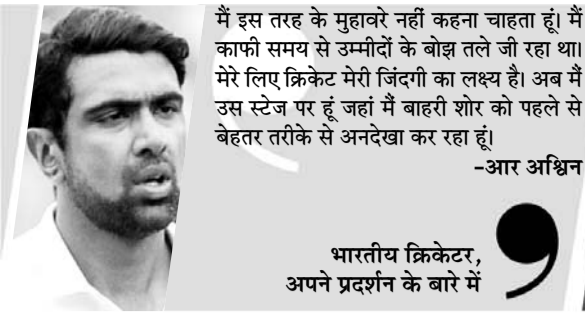 मैं इस तरह के मुहावरे नहीं कहना चाहता हूं। मैं
काफी समय से उम्मीदों के बोझ तले जी रहा था।
मेरे लिए क्रिकेट मेरी जिंदगी का लक्ष्य है। अब मैं
उस स्टेज पर हूं जहां मैं बाहरी शोर को पहले से
बेहतर तरीके से अनदेखा कर रहा हूं।
-आर अश्विन
भारतीय क्रिकेटर,
अपने प्रदर्शन के बारे में